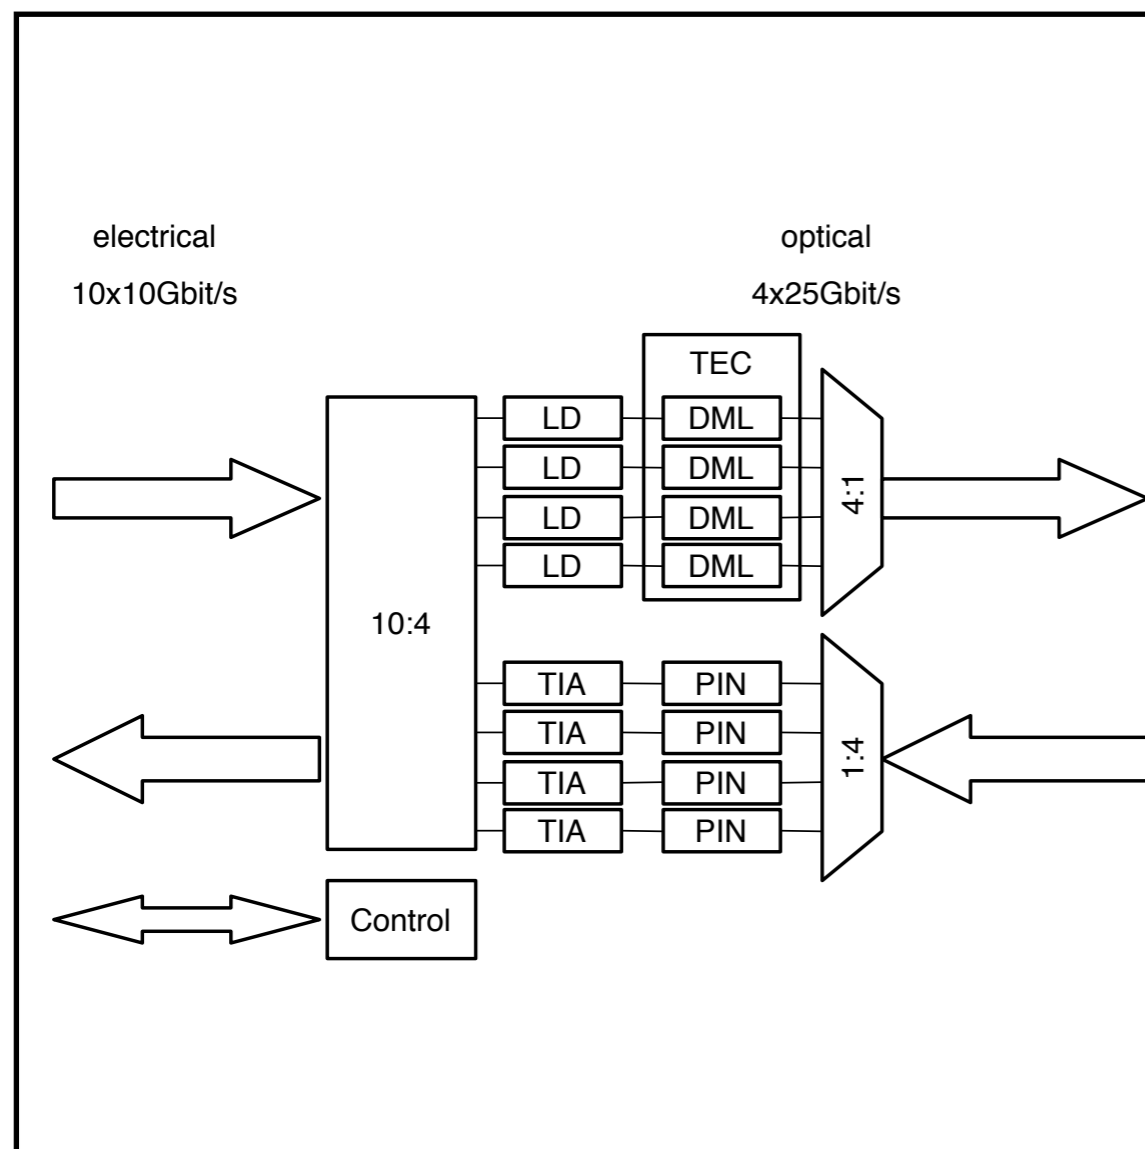 electrical
10x10Gbit/s
optical
4x25Gbit/s
TEC
LD
DML
LD
DML
LD
DML
LD
DML
4:1
10:4
TIA
PIN
TIA
PIN
TIA
PIN
TIA
PIN
1:4
Control